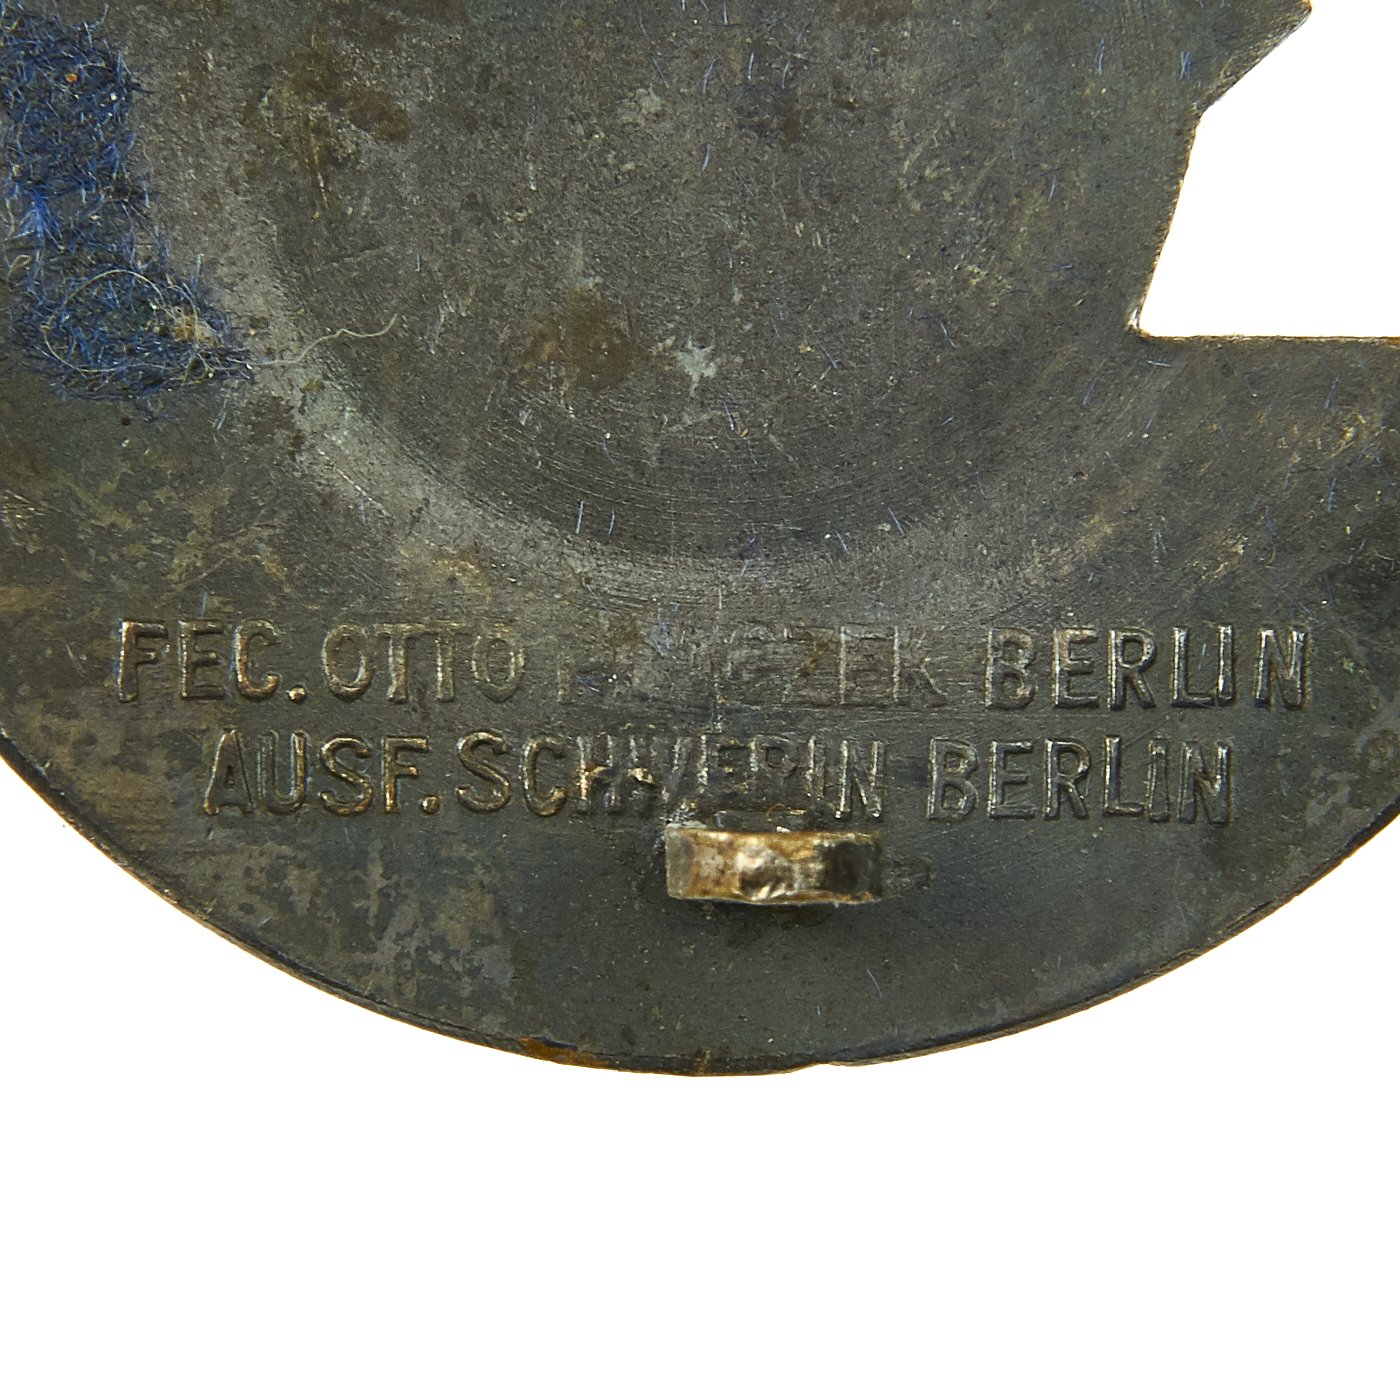 FEC. OTTO BERLIN
AUSF. SCHWERIN BERLIN